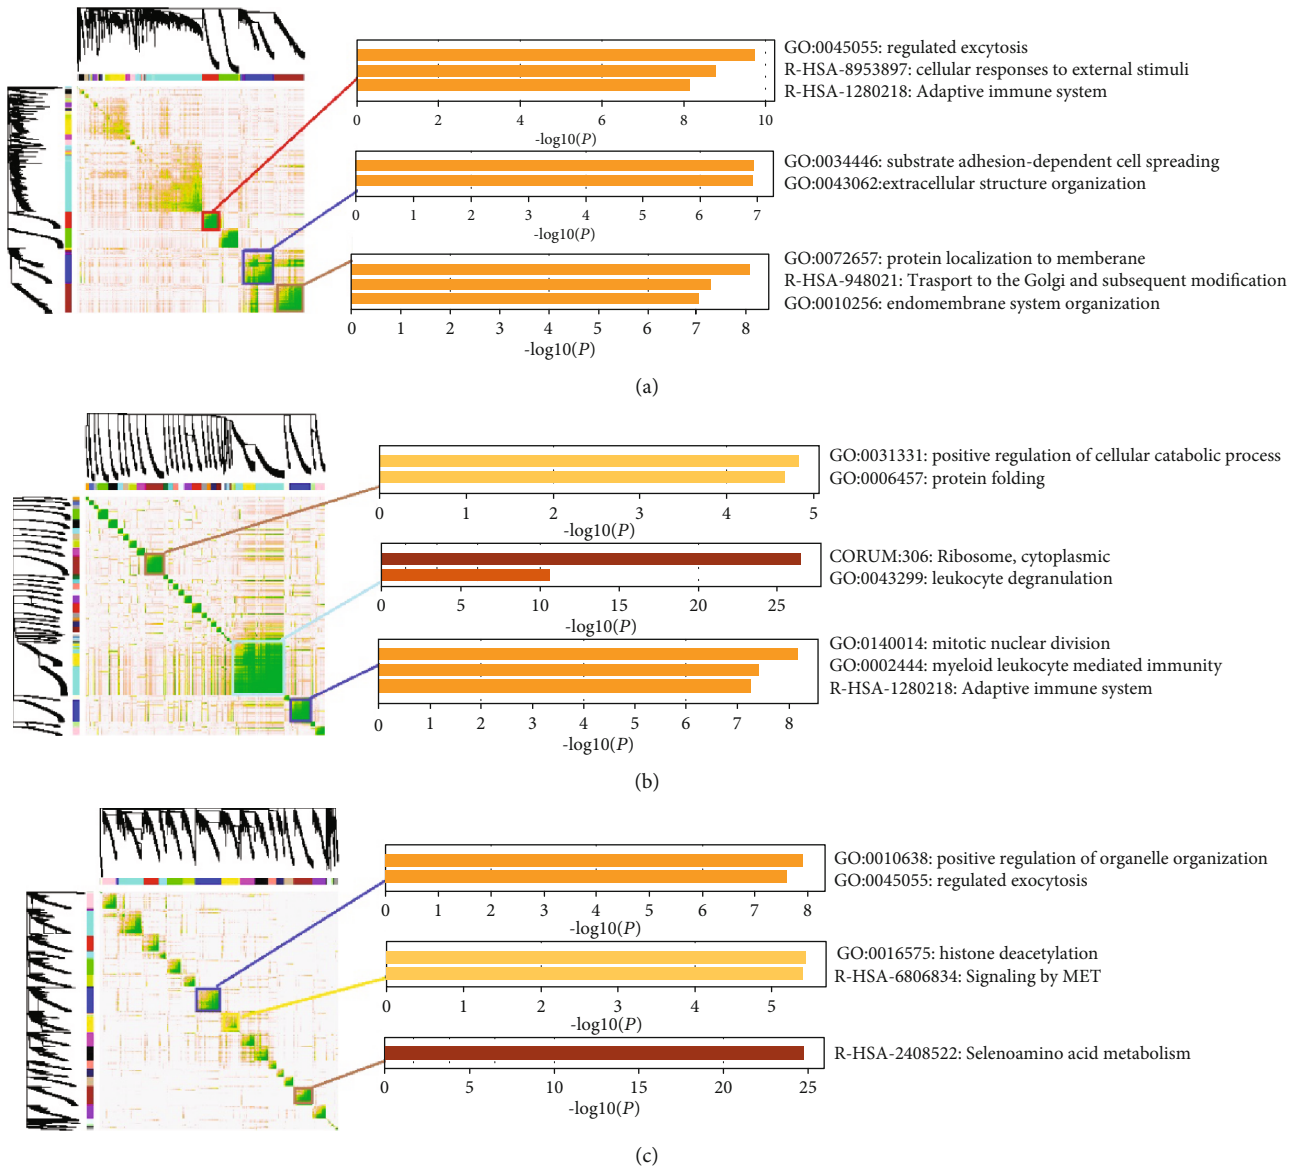 GO:0045055: regulated excytosis
R-HSA-8953897: cellular responses to external stimuli
R-HSA-1280218: Adaptive immune system
0 2 4 6 8 10
-log10(P)
GO:0034446: substrate adhesion-dependent cell spreading
GO:0043062:extracellular structure organization
0 1 2 3 4 5 6 7
-log10(P)
GO:0072657: protein localization to memberane
R-HSA-948021: Trasport to the Golgi and subsequent modification
GO:0010256: endomembrane system organization
0 1 2 3 4 5 6 7 8
-log10(P)
(a)
GO:0031331: positive regulation of cellular catabolic process
GO:0006457: protein folding
0 1 2 3 4 5
-log10(P)
CORUM:306: Ribosome, cytoplasmic
GO:0043299: leukocyte degranulation
0 5 10 15 20 25
-log10(P)
GO:0140014: mitotic nuclear division
GO:0002444: myeloid leukocyte mediated immunity
R-HSA-1280218: Adaptive immune system
0 1 2 3 4 5 6 7 8
-log10(P)
(b)
GO:0010638: positive regulation of organelle organization
GO:0045055: regulated exocytosis
0 1 2 3 4 5 6 7 8
-log10(P)
GO:0016575: histone deacetylation
R-HSA-6806834: Signaling by MET
0 1 2 3 4 5
-log10(P)
R-HSA-2408522: Selenoamino acid metabolism
0 5 10 15 20 25
-log10(P)
(c)